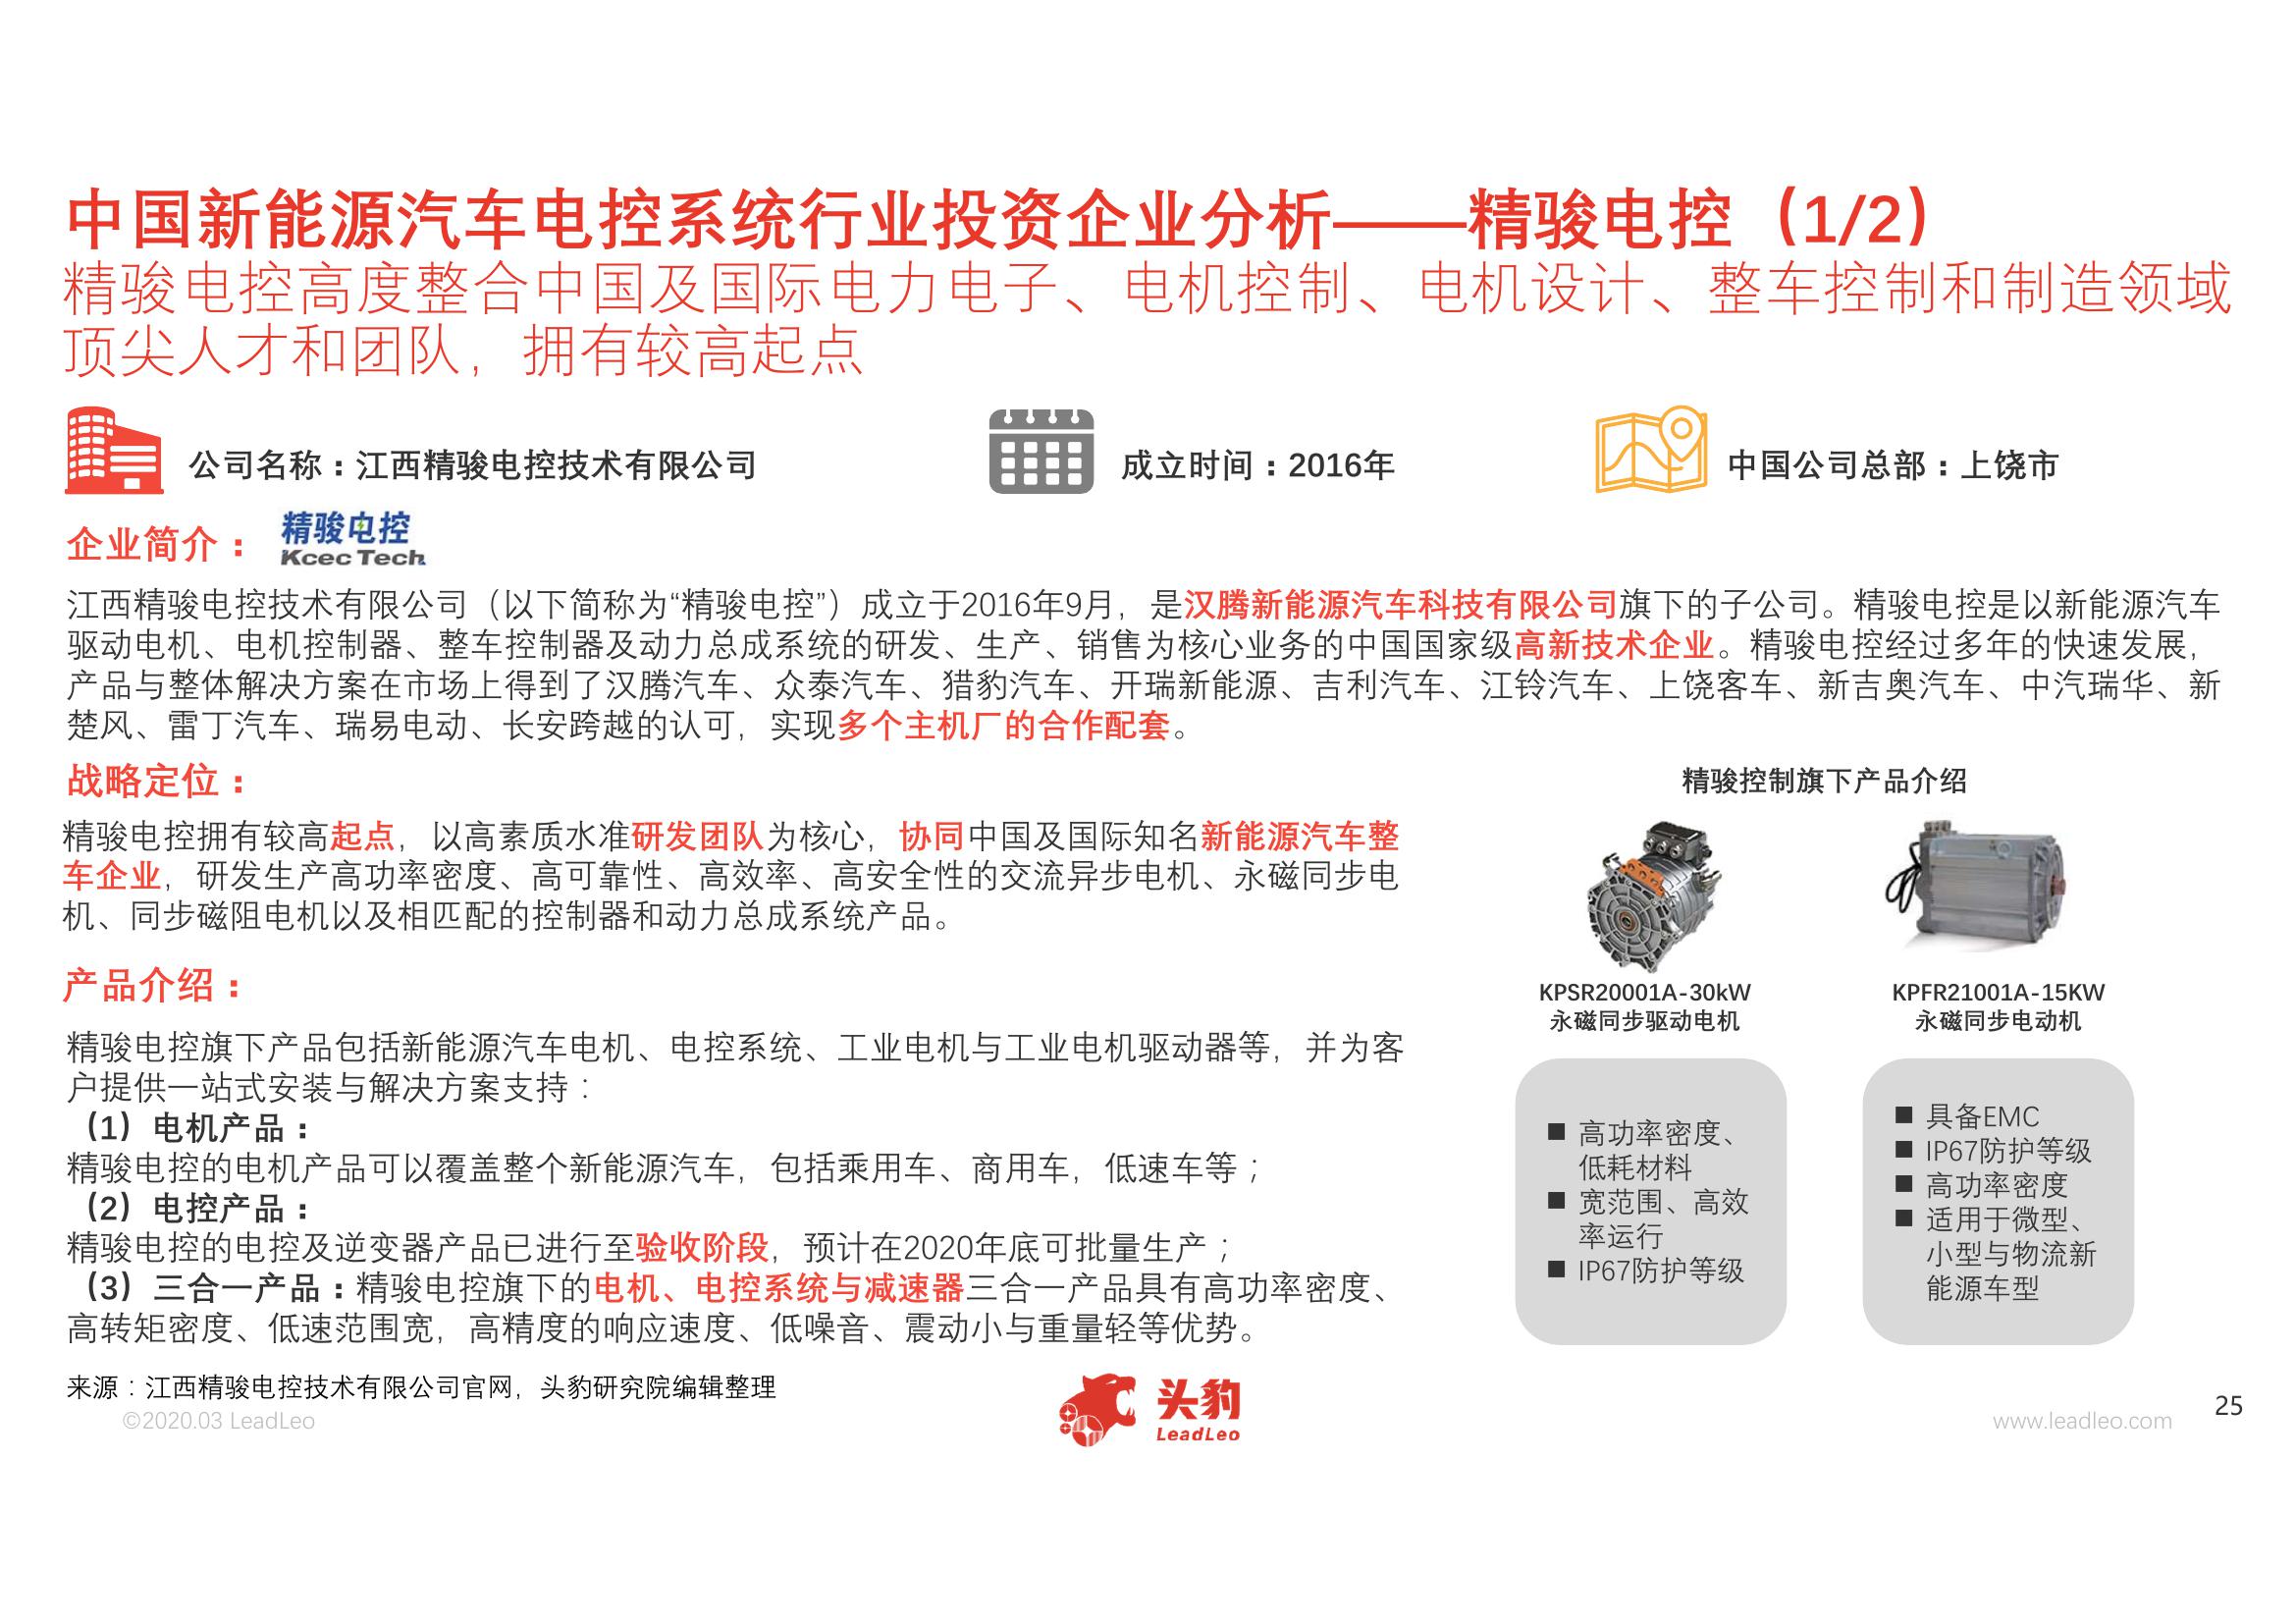 中国新能源汽车电控系统行业投资企业分析——精骏电控（1/2）
精骏电控高度整合中国及国际电力电子、电机控制、电机设计、整车控制和制造领域
顶尖人才和团队，拥有较高起点
公司名称：江西精骏电控技术有限公司
成立时间：2016年
中国公司总部：上饶市
企业简介：
精骏电控
Kcec Tech
江西精骏电控技术有限公司（以下简称为“精骏电控”）成立于2016年9月，是汉腾新能源汽车科技有限公司旗下的子公司。精骏电控是以新能源汽车
驱动电机、电机控制器、整车控制器及动力总成系统的研发、生产、销售为核心业务的中国国家级高新技术企业。精骏电控经过多年的快速发展，
产品与整体解决方案在市场上得到了汉腾汽车、众泰汽车、猎豹汽车、开瑞新能源、吉利汽车、江铃汽车、上饶客车、新吉奥汽车、中汽瑞华、新
楚风、雷丁汽车、瑞易电动、长安跨越的认可，实现多个主机厂的合作配套。
战略定位：
精骏电控拥有较高起点，以高素质水准研发团队为核心，协同中国及国际知名新能源汽车整
车企业，研发生产高功率密度、高可靠性、高效率、高安全性的交流异步电机、永磁同步电
机、同步磁阻电机以及相匹配的控制器和动力总成系统产品。
产品介绍：
精骏电控旗下产品包括新能源汽车电机、电控系统、工业电机与工业电机驱动器等，并为客
户提供一站式安装与解决方案支持：
（1）电机产品：
精骏电控的电机产品可以覆盖整个新能源汽车，包括乘用车、商用车，低速车等；
（2）电控产品：
精骏电控的电控及逆变器产品已进行至验收阶段，预计在2020年底可批量生产；
（3）三合一产品：精骏电控旗下的电机、电控系统与减速器三合一产品具有高功率密度、
高转矩密度、低速范围宽，高精度的响应速度、低噪音、震动小与重量轻等优势。
精骏控制旗下产品介绍
KPSR20001A-30kW
永磁同步驱动电机
■ 高功率密度、
低耗材料
■ 宽范围、高效
率运行
■ IP67防护等级
KPFR21001A-15KW
永磁同步电动机
■ 具备EMC
■ IP67防护等级
■ 高功率密度
■ 适用于微型、
小型与物流新
能源车型
来源：江西精骏电控技术有限公司官网，头豹研究院编辑整理
©2020.03 LeadLeo
头豹
LeadLeo
www.leadleo.com
25